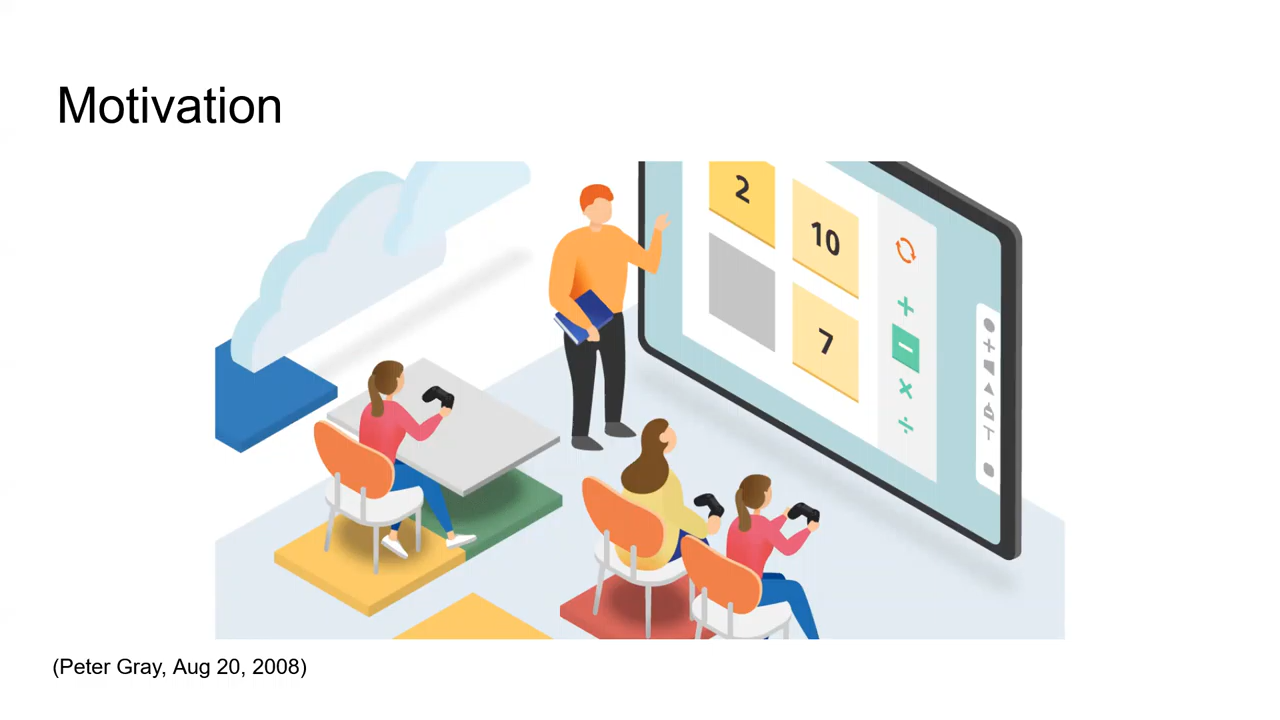 Motivation
2
10
7
+
−
×
÷
T
(Peter Gray, Aug 20, 2008)